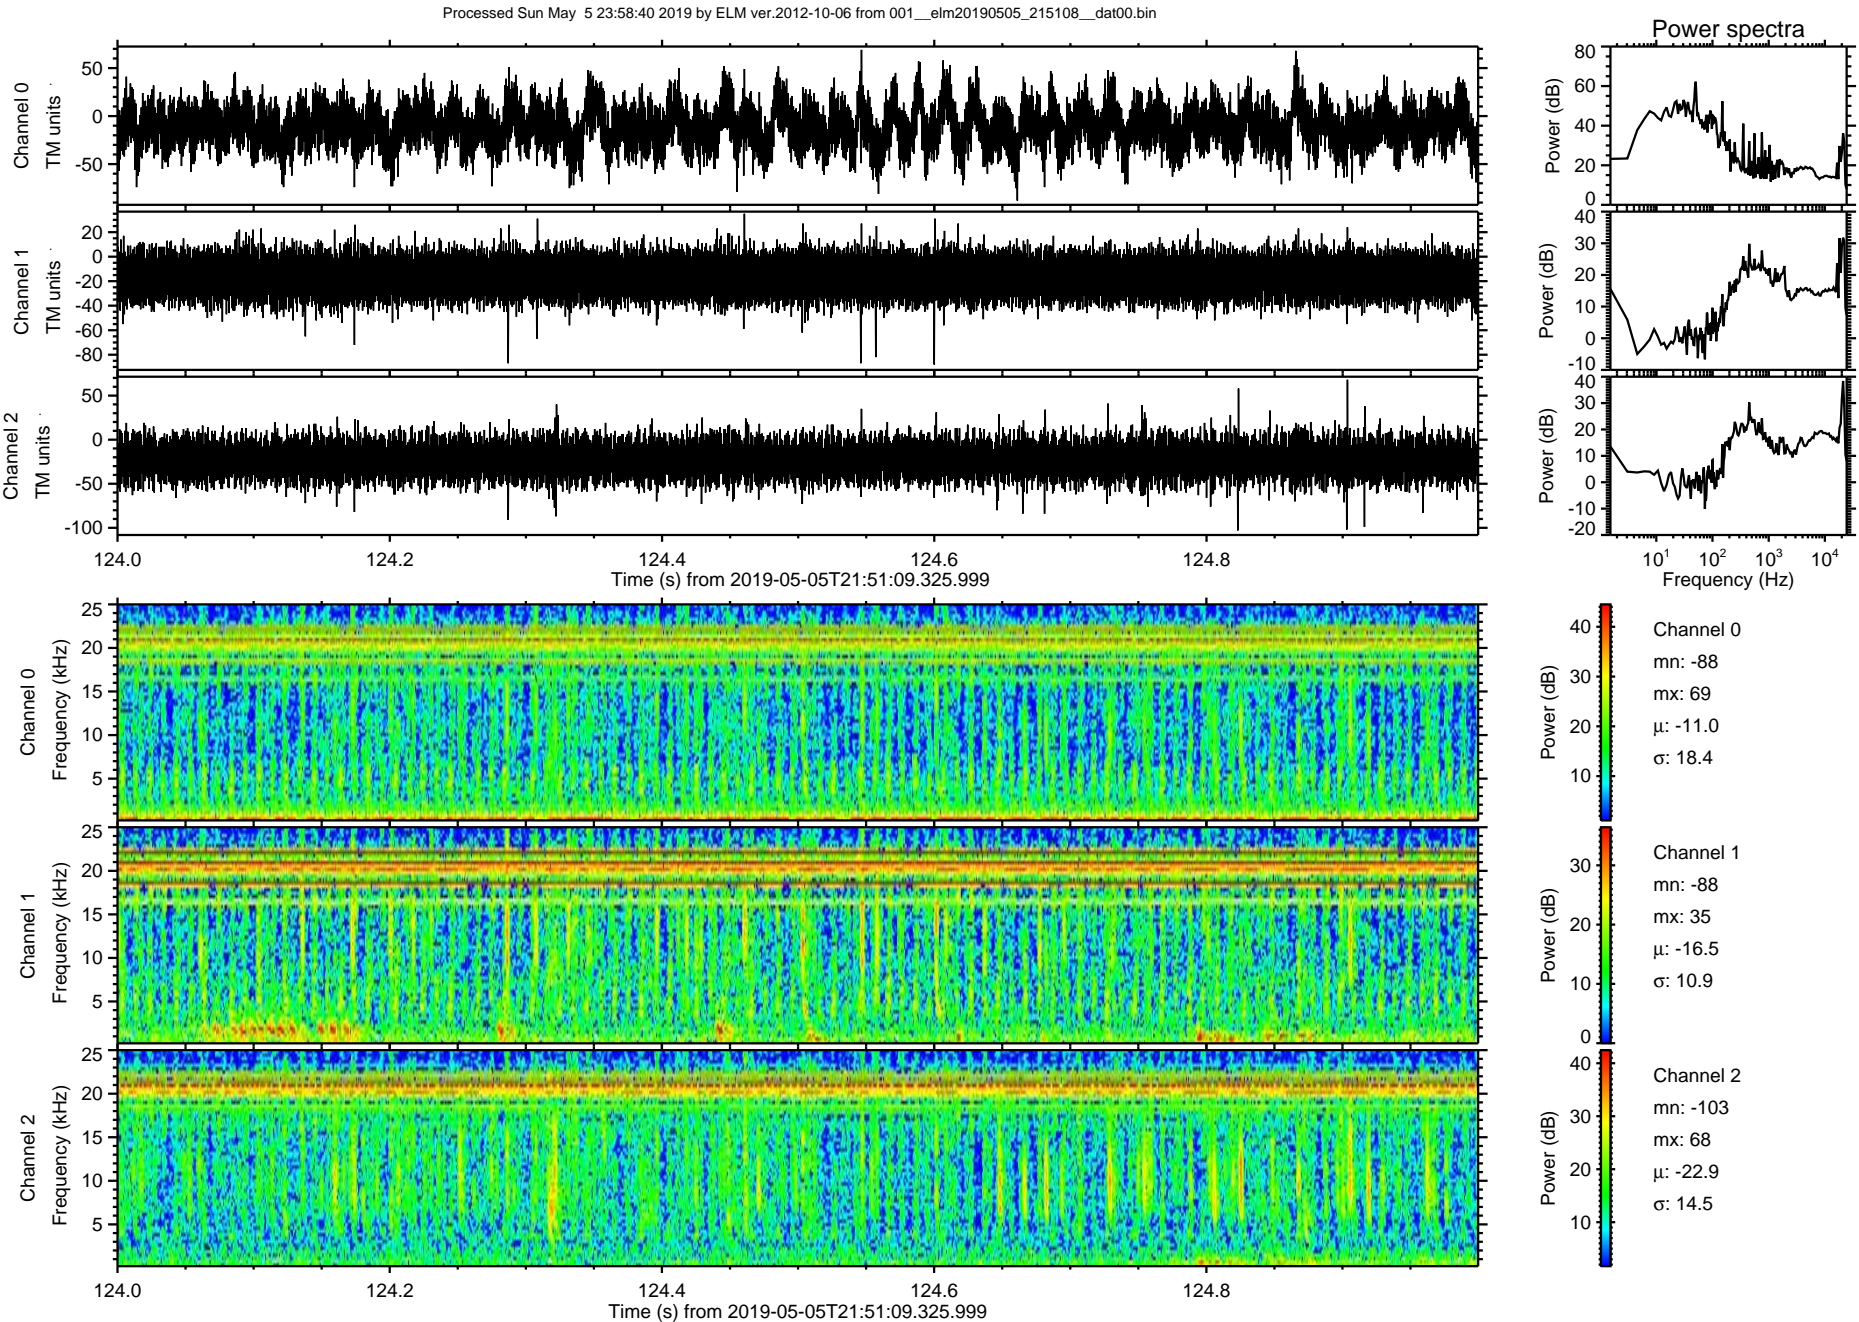 Processed Sun May  5 23:58:40 2019 by ELM ver.2012-10-06 from 001__elm20190505_215108__dat00.bin
Power spectra
Channel 0
TM units
50
0
-50
Power (dB)
80
60
40
20
0
Channel 1
TM units
20
0
-20
-40
-60
-80
Power (dB)
40
30
20
10
0
-10
Channel 2
TM units
50
0
-50
-100
Power (dB)
40
30
20
10
0
-10
-20
124.0 124.2 124.4 124.6 124.8
Time (s) from 2019-05-05T21:51:09.325.999
10¹ 10² 10³ 10⁴
Frequency (Hz)
Channel 0
Frequency (kHz)
25
20
15
10
5
Power (dB)
40
30
20
10
Channel 0
mn: -88
mx: 69
μ: -11.0
σ: 18.4
Channel 1
Frequency (kHz)
25
20
15
10
5
Power (dB)
30
20
10
0
Channel 1
mn: -88
mx: 35
μ: -16.5
σ: 10.9
Channel 2
Frequency (kHz)
25
20
15
10
5
Power (dB)
40
30
20
10
Channel 2
mn: -103
mx: 68
μ: -22.9
σ: 14.5
124.0 124.2 124.4 124.6 124.8
Time (s) from 2019-05-05T21:51:09.325.999